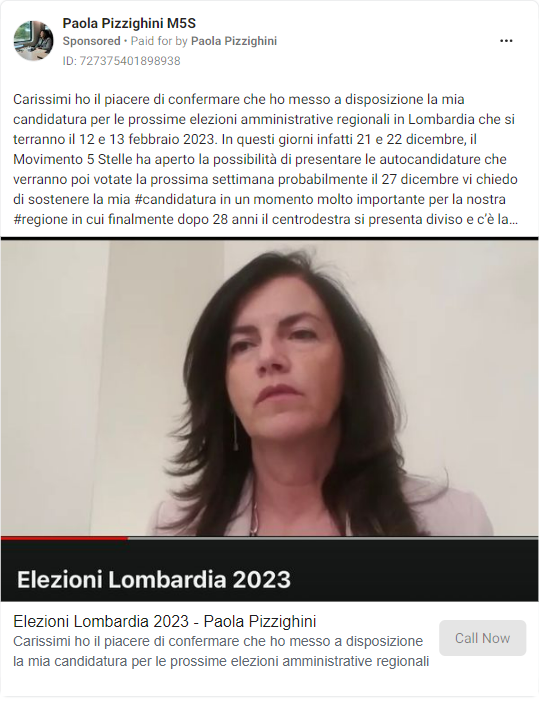 Paola Pizzighini M5S
Sponsored • Paid for by Paola Pizzighini
ID: 727375401898938
Carissimi ho il piacere di confermare che ho messo a disposizione la mia
candidatura per le prossime elezioni amministrative regionali in Lombardia che si
terranno il 12 e 13 febbraio 2023. In questi giorni infatti 21 e 22 dicembre, il
Movimento 5 Stelle ha aperto la possibilità di presentare le autocandidature che
verranno poi votate la prossima settimana probabilmente il 27 dicembre vi chiedo
di sostenere la mia #candidatura in un momento molto importante per la nostra
#regione in cui finalmente dopo 28 anni il centrodestra si presenta diviso e c'è la...
Elezioni Lombardia 2023
Elezioni Lombardia 2023 - Paola Pizzighini
Carissimi ho il piacere di confermare che ho messo a disposizione
la mia candidatura per le prossime elezioni amministrative regionali
Call Now